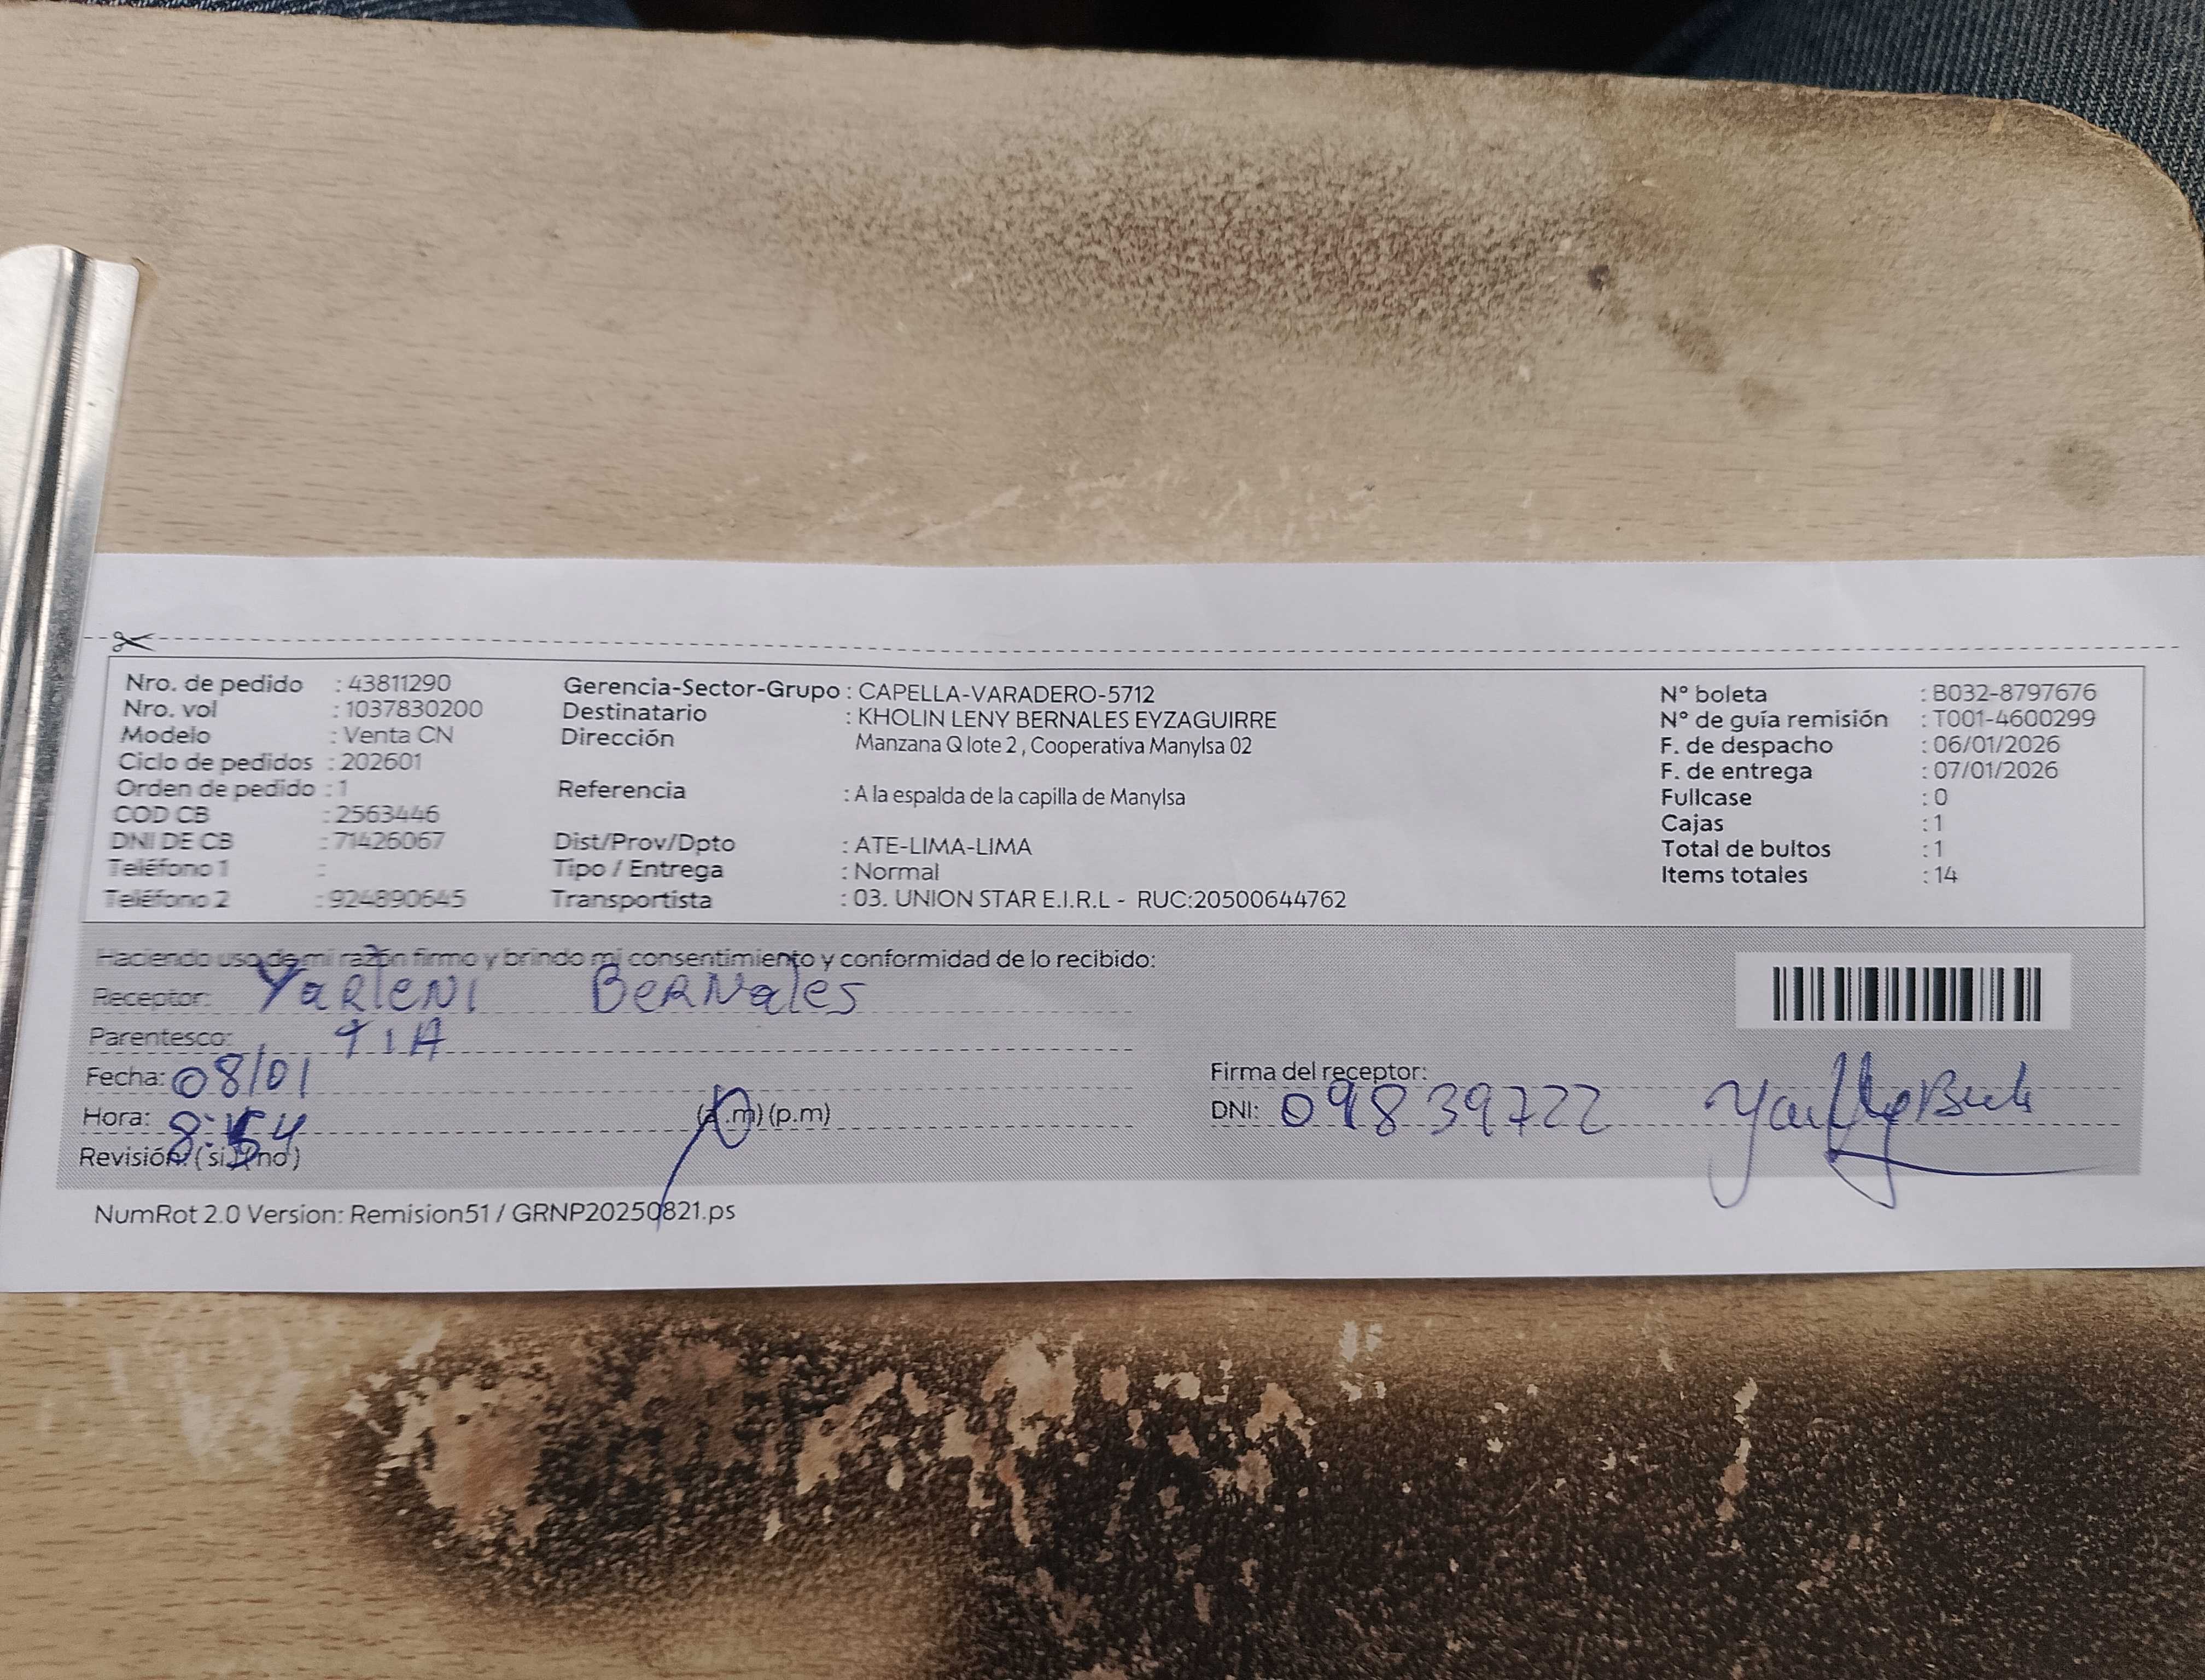 Nro. de pedido : 43811290
Nro. vol : 1037830200
Modelo : Venta CN
Ciclo de pedidos : 202601
Orden de pedido : 1
COD CB : 2563446
DNI DE CB : 71426067
Teléfono 1 :
Teléfono 2 : 924890645
Gerencia-Sector-Grupo : CAPELLA-VARADERO-5712
Destinatario : KHOLIN LENY BERNALES EYZAGUIRRE
Dirección Manzana Q lote 2 , Cooperativa Manylsa 02
Referencia : A la espalda de la capilla de Manylsa
Dist/Prov/Dpto : ATE-LIMA-LIMA
Tipo / Entrega : Normal
Transportista : 03. UNION STAR E.I.R.L - RUC:20500644762
N° boleta : B032-8797676
N° de guía remisión : T001-4600299
F. de despacho : 06/01/2026
F. de entrega : 07/01/2026
Fullcase : 0
Cajas : 1
Total de bultos : 1
Items totales : 14
Haciendo uso de mi razón firmo y brindo mi consentimiento y conformidad de lo recibido:
Receptor: YARLENI BERNALES
Parentesco: TIA
Fecha: 08/01
Hora: 8:54 (a.m) (p.m)
Revisión: ( si ) ( no )
Firma del receptor:
DNI: 09839722
NumRot 2.0 Version: Remision51 / GRNP20250821.ps